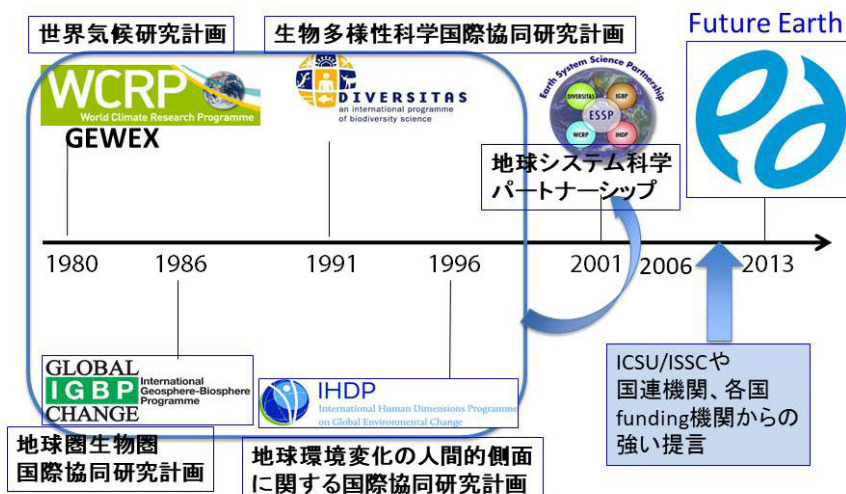 世界気候研究計画
生物多様性科学国際協同研究計画
Future Earth
WCRP
World Climate Research Programme
GEWEX
DIVERSITAS
an international programme
of biodiversity science
Earth System Science Partnership
DIVERSITAS
IGBP
ESSP
WCRP
IHDP
地球システム科学
パートナーシップ
1980
1986
1991
1996
2001
2006
2013
GLOBAL
IGBP
CHANGE
International
Geosphere-Biosphere
Programme
IHDP
International Human Dimensions Programme
on Global Environmental Change
地球圏生物圏
国際協同研究計画
地球環境変化の人間的側面
に関する国際協同研究計画
ICSU/ISSCや
国連機関、各国
funding機関からの
強い提言